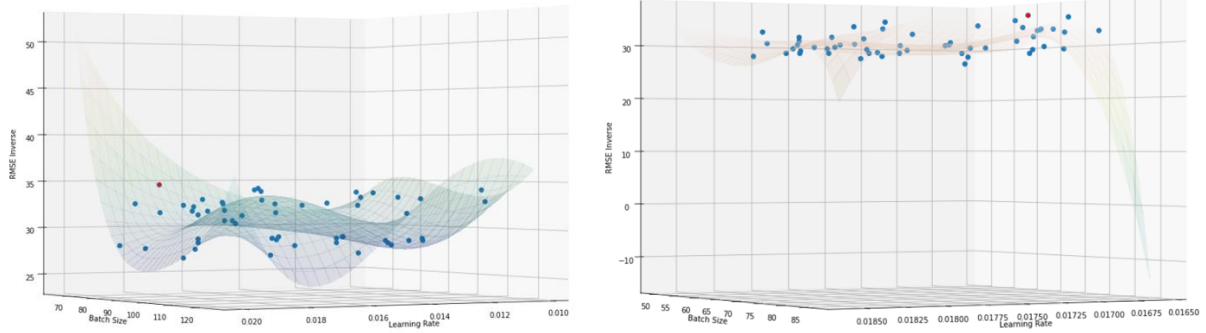 50
45
40
35
30
25
RMSE Inverse
70 80 90 100 110 120
Batch Size
0.020 0.018 0.016 0.014 0.012 0.010
Learning Rate
30
20
10
0
−10
RMSE Inverse
50 55 60 65 70 75 80 85
Batch Size
0.01850 0.01825 0.01800 0.01775 0.01750 0.01725 0.01700 0.01675 0.01650
Learning Rate